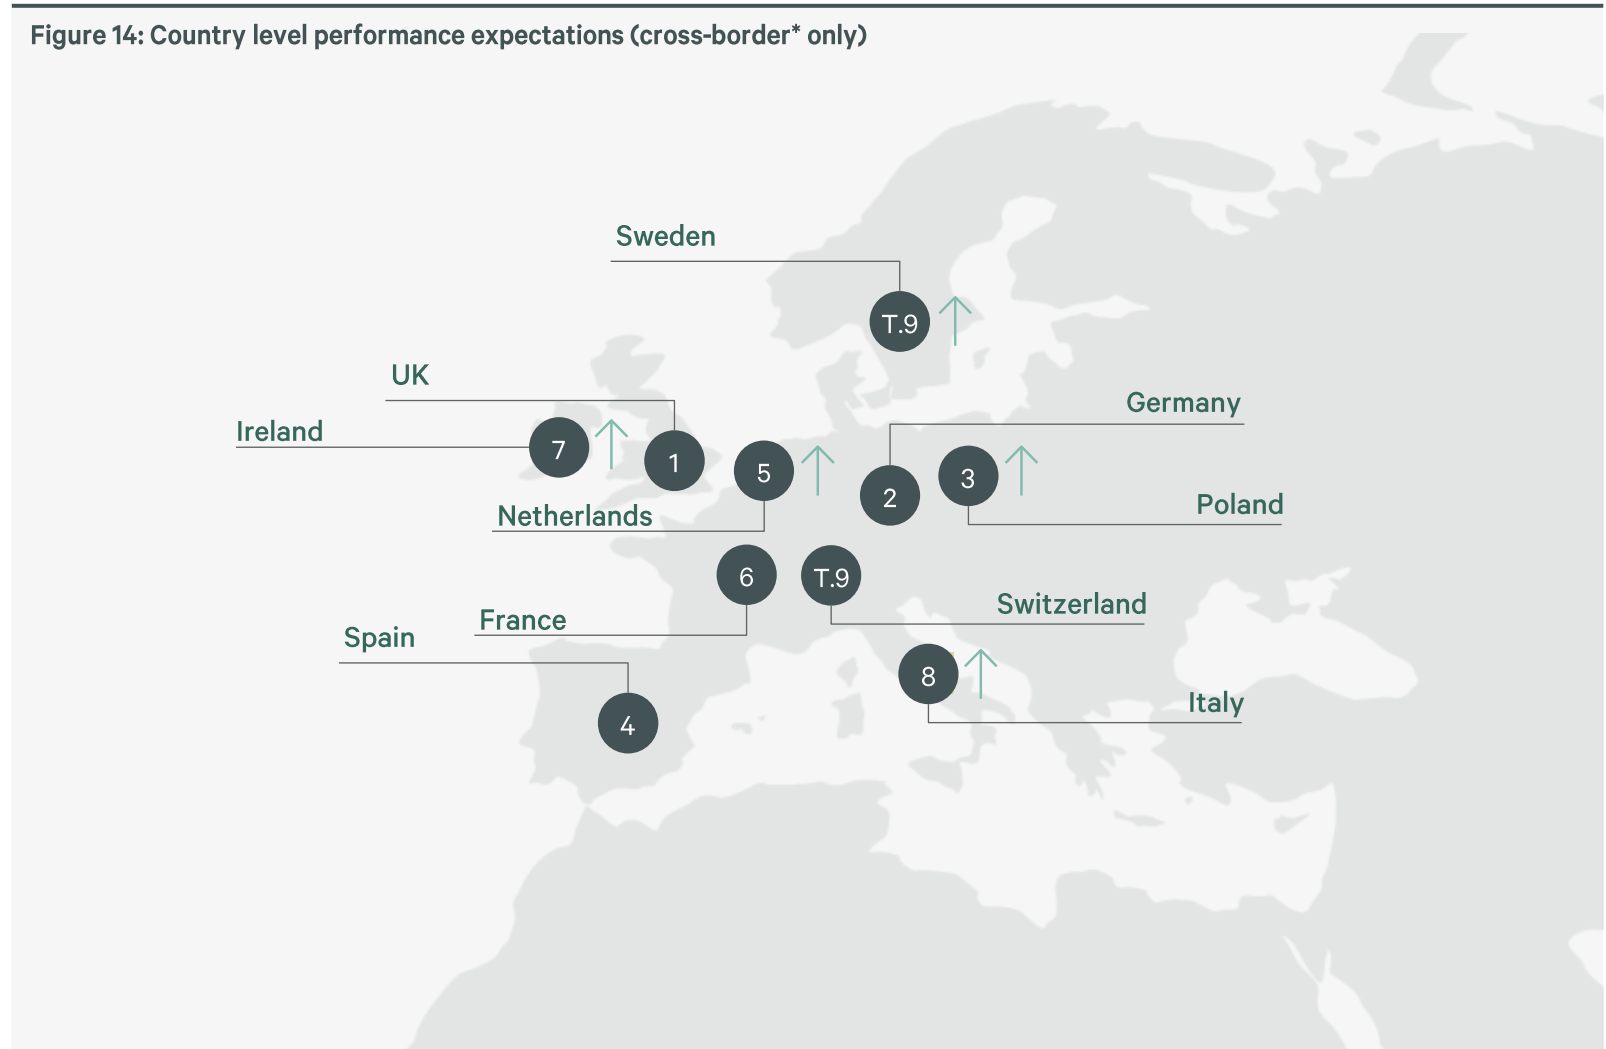 Figure 14: Country level performance expectations (cross-border* only)
Sweden
T.9
UK
Germany
Ireland
7
1
5
2
3
Netherlands
Poland
6
T.9
Switzerland
France
Spain
8
Italy
4